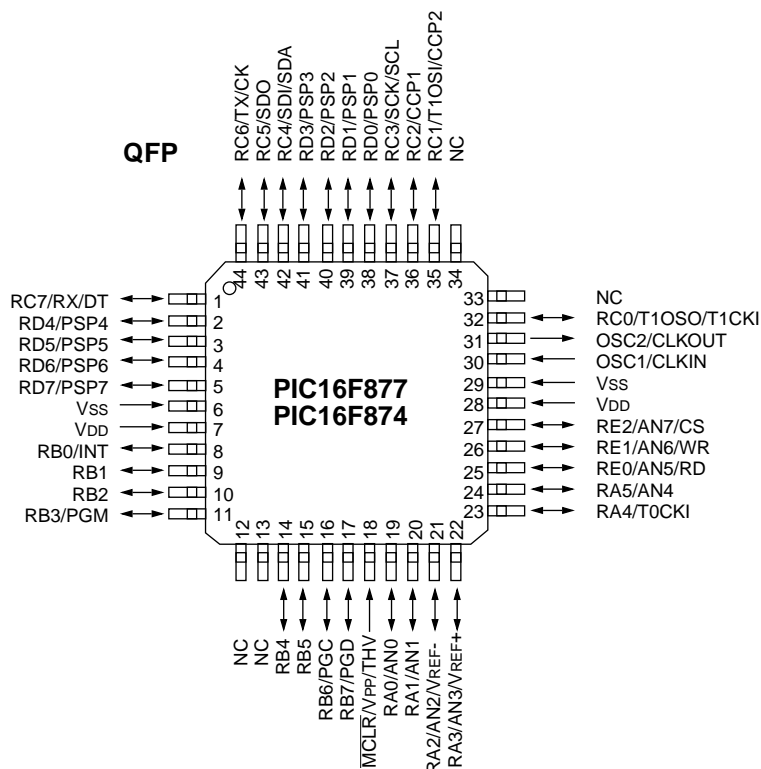 QFP
RC6/TX/CK
RC5/SDO
RC4/SDI/SDA
RD3/PSP3
RD2/PSP2
RD1/PSP1
RD0/PSP0
RC3/SCK/SCL
RC2/CCP1
RC1/T1OSI/CCP2
NC
44
43
42
41
40
39
38
37
36
35
34
RC7/RX/DT 1
RD4/PSP4 2
RD5/PSP5 3
RD6/PSP6 4
RD7/PSP7 5
VSS 6
VDD 7
RB0/INT 8
RB1 9
RB2 10
RB3/PGM 11
PIC16F877
PIC16F874
33 NC
32 RC0/T1OSO/T1CKI
31 OSC2/CLKOUT
30 OSC1/CLKIN
29 VSS
28 VDD
27 RE2/AN7/CS
26 RE1/AN6/WR
25 RE0/AN5/RD
24 RA5/AN4
23 RA4/T0CKI
12
13
14
15
16
17
18
19
20
21
22
NC
NC
RB4
RB5
RB6/PGC
RB7/PGD
MCLR/VPP/THV
RA0/AN0
RA1/AN1
RA2/AN2/VREF-
RA3/AN3/VREF+